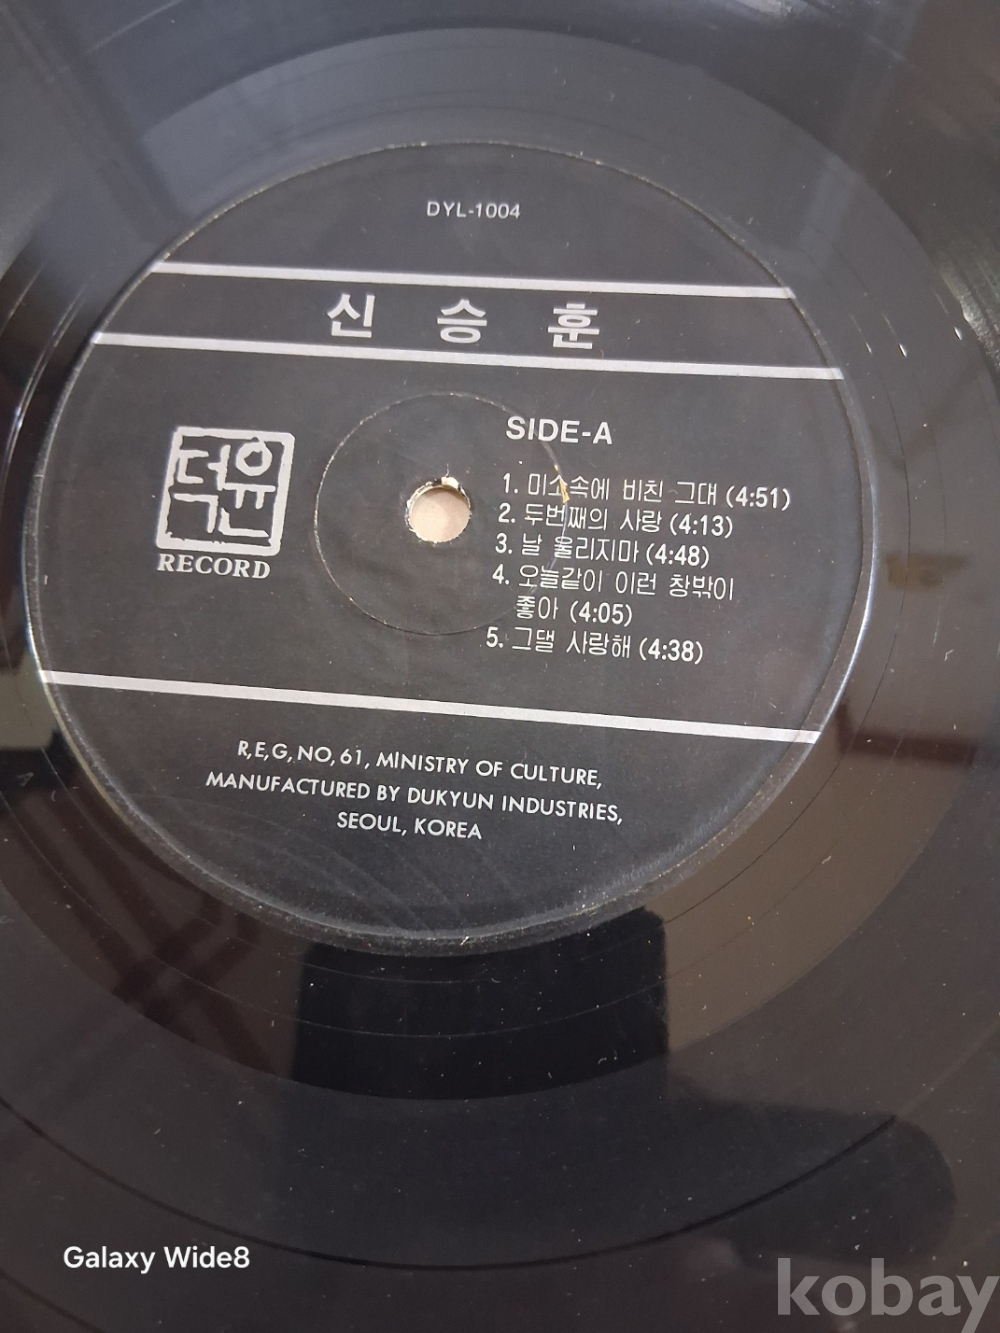 DYL-1004
신 승 훈
덕윤
RECORD
SIDE-A
1. 미소속에 비친 그대 (4:51)
2. 두번째의 사랑 (4:13)
3. 날 울리지마 (4:48)
4. 오늘같이 이런 창밖이
좋아 (4:05)
5. 그댈 사랑해 (4:38)
R,E,G, NO, 61, MINISTRY OF CULTURE,
MANUFACTURED BY DUKYUN INDUSTRIES,
SEOUL, KOREA
Galaxy Wide8
kobay